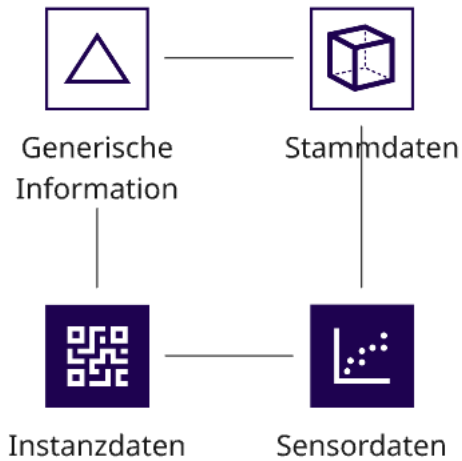 Generische
Information
Stammdaten
Instanzdaten
Sensordaten